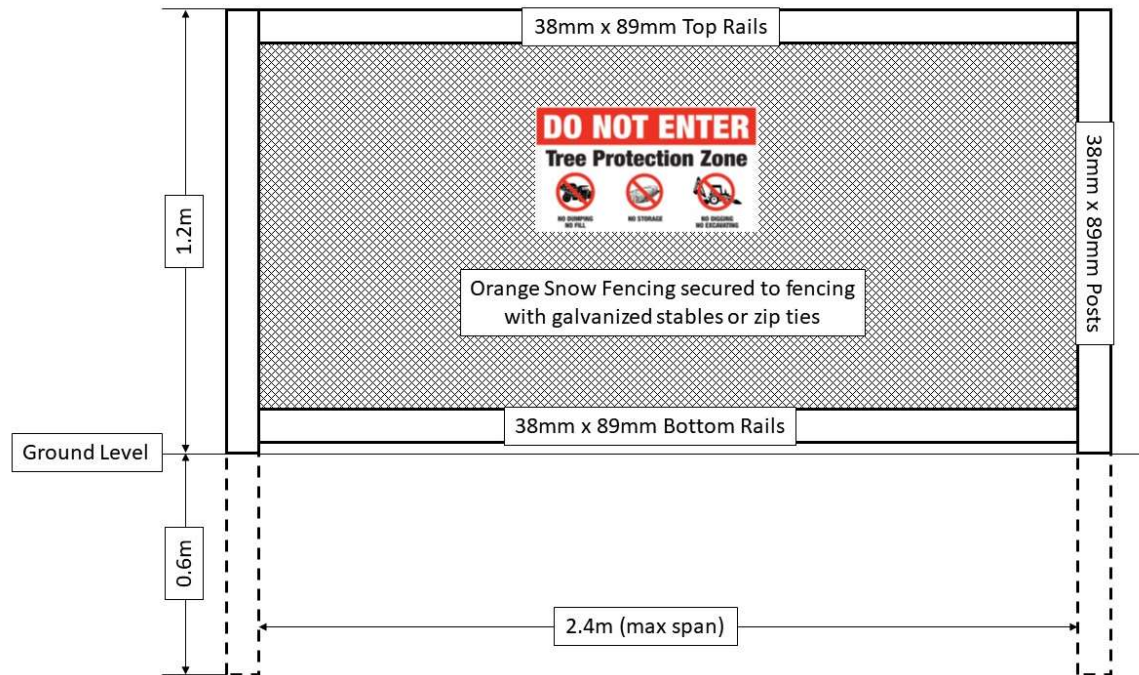 38mm x 89mm Top Rails
DO NOT ENTER
Tree Protection Zone
NO DUMPING
NO FILL
NO STORAGE
NO DIGGING
NO EXCAVATING
38mm x 89mm Posts
1.2m
Orange Snow Fencing secured to fencing
with galvanized stables or zip ties
38mm x 89mm Bottom Rails
Ground Level
0.6m
2.4m (max span)